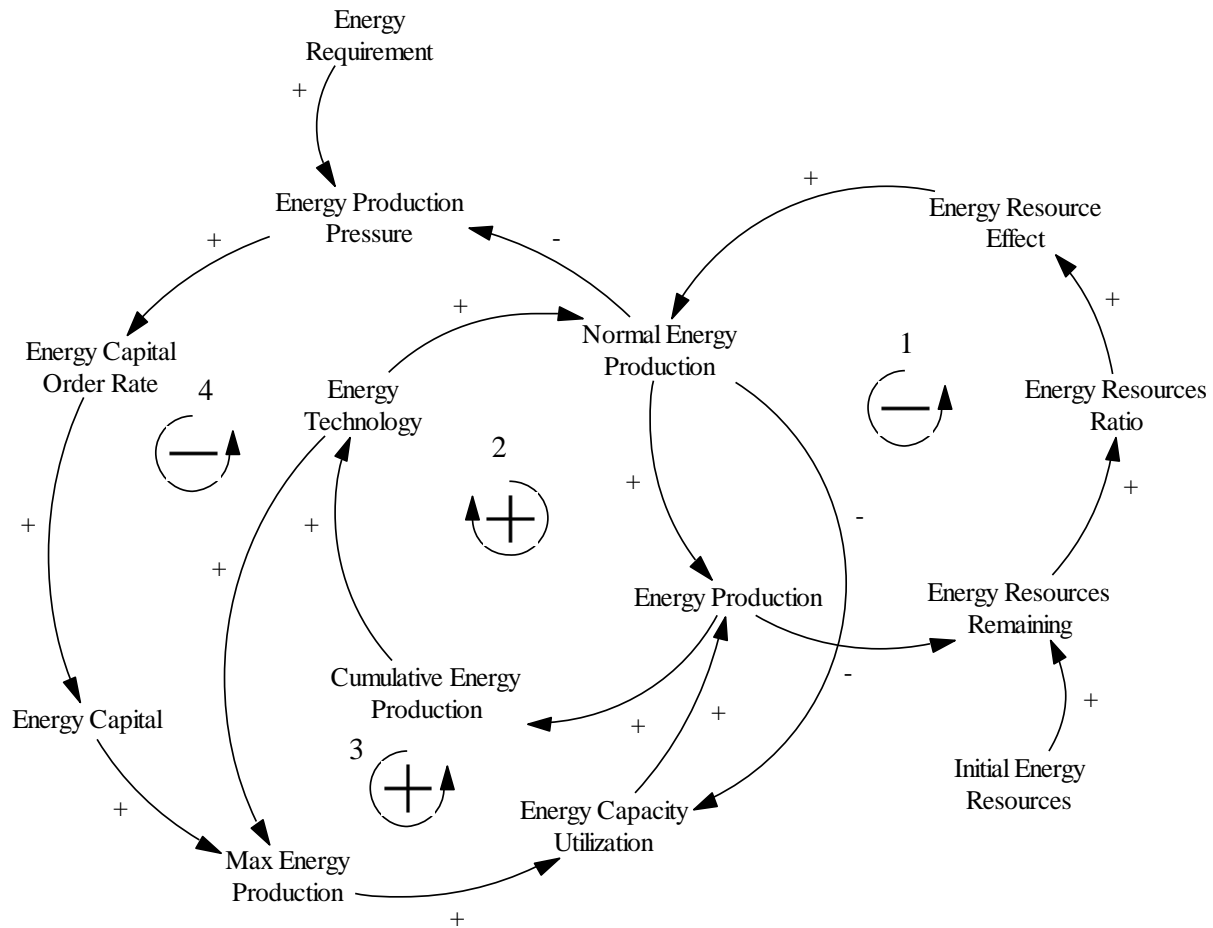 Energy
Requirement
+
Energy Production
Pressure
+
-
+
Energy Resource
Effect
+
+
Normal Energy
Production
Energy Capital
Order Rate
4
Energy
Technology
1
Energy Resources
Ratio
2
+
+
+
+
+
-
Energy Production
Energy Resources
Remaining
Cumulative Energy
Production
-
Energy Capital
+
+
+
3
Initial Energy
Resources
+
Energy Capacity
Utilization
Max Energy
Production
+